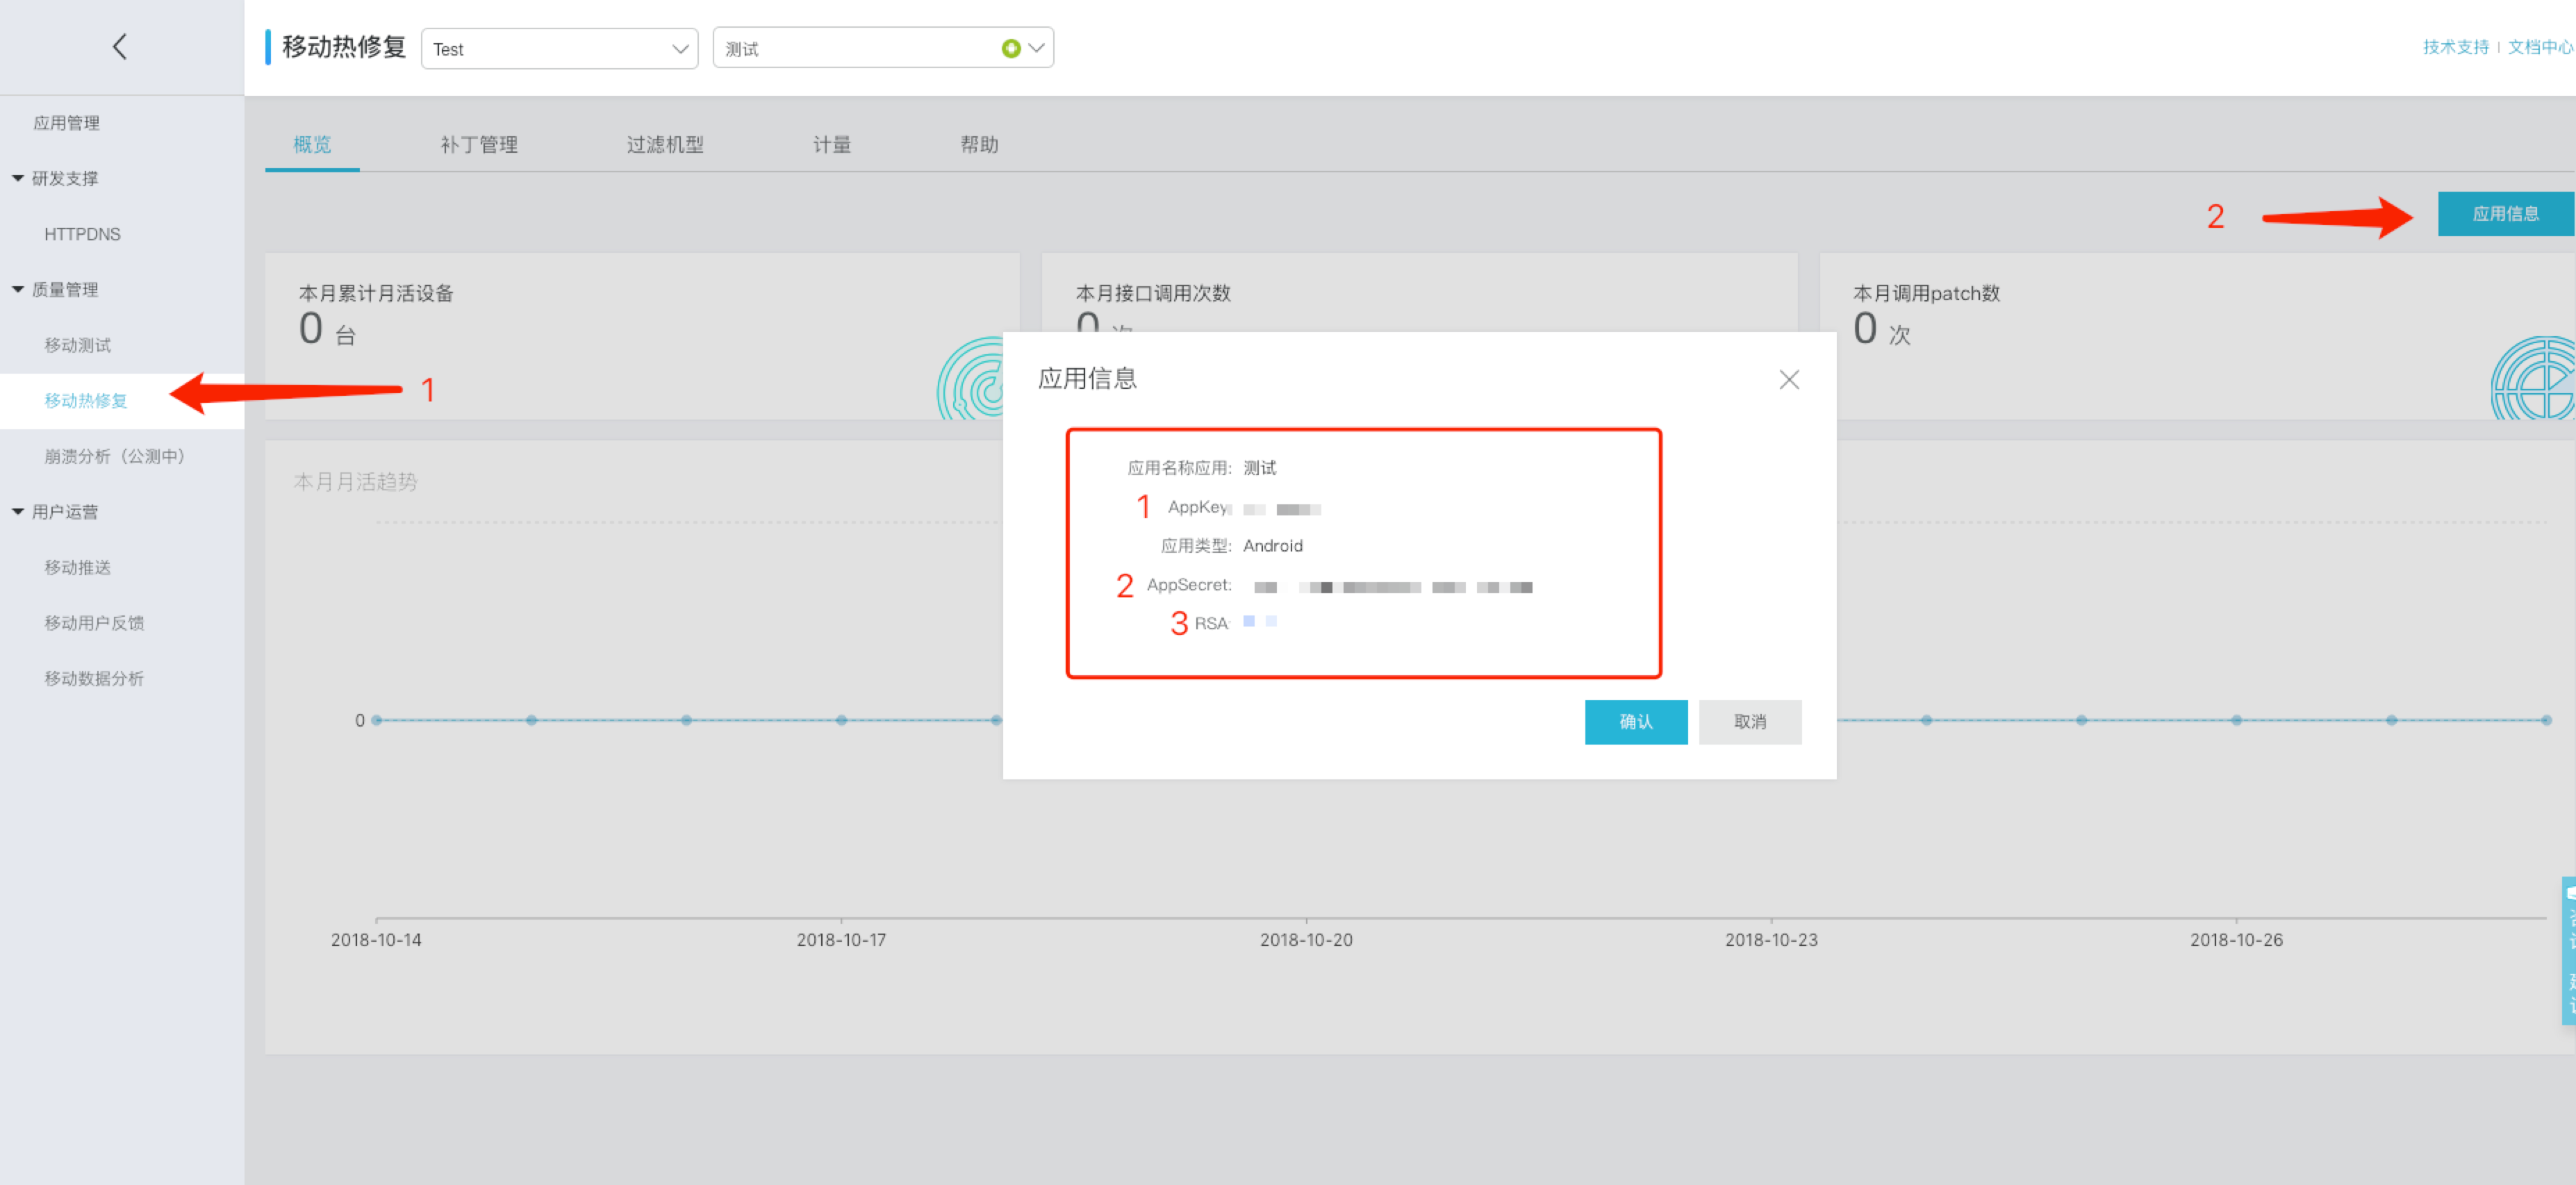 移动热修复
Test
测试
技术支持 | 文档中心
应用管理
研发支撑
HTTPDNS
质量管理
移动测试
移动热修复
崩溃分析（公测中）
用户运营
移动推送
移动用户反馈
移动数据分析
概览
补丁管理
过滤机型
计量
帮助
2
应用信息
1
本月累计月活设备
0 台
本月接口调用次数
0 次
本月调用patch数
0 次
本月月活趋势
应用信息
应用名称应用: 测试
1 AppKey
应用类型: Android
2 AppSecret:
3 RSA:
确认
取消
0
2018-10-14
2018-10-17
2018-10-20
2018-10-23
2018-10-26